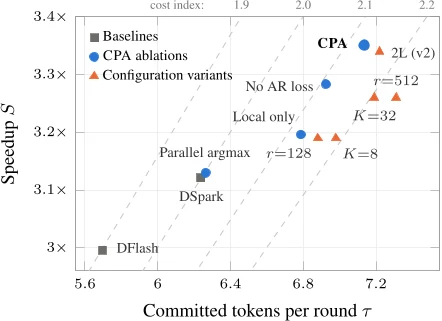 cost index: 1.9 2.0 2.1 2.2
3.4×
Baselines
CPA ablations
Configuration variants
CPA
2L (v2)
3.3×
No AR loss
r=512
Local only
K=32
3.2×
Parallel argmax
r=128
K=8
3.1×
DSpark
3×
DFlash
5.6 6 6.4 6.8 7.2
Speedup S
Committed tokens per round τ